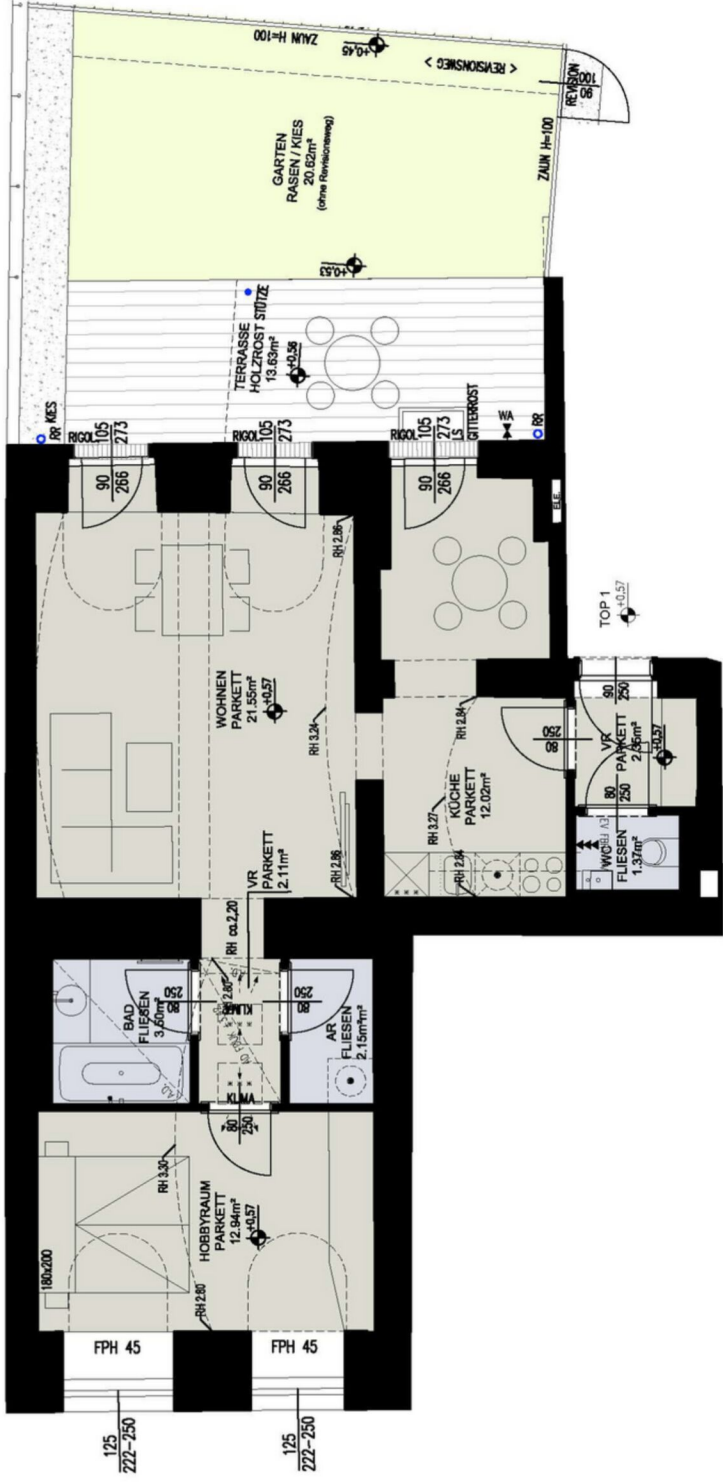 ZAUN H=100
+0,45
< REVISIONSWEG >
REVISION
90
100
ZAUN H=100
GARTEN
RASEN / KIES
20.62m²
(ohne Revisionsweg)
+0,53
TERRASSE
HOLZROST
13.63m²
+0,56
STÜTZE
KIES
RR
RIGOL
105
273
RIGOL
105
273
RIGOL
105
273
LS
GITTERROST
WA
RR
90
266
90
266
90
266
ELE.
RH 2.86
WOHNEN
PARKETT
21.55m²
+0,57
RH 3.24
RH 2.86
TOP 1
+0,57
RH 2.84
KÜCHE
PARKETT
12.02m²
RH 3.27
RH 2.84
80
250
90
250
VR
PARKETT
2.35m²
+0,57
80
250
WC
FLIESEN
1.37m²
VR
PARKETT
2.11m²
RH ca.2,20
RH 2.60
BAD
FLIESEN
3.60m²
80
250
KLIMA
KLIMA
80
250
AR
FLIESEN
2.15m²m²
80
250
RH 3.30
HOBBYRAUM
PARKETT
12.94m²
+0,57
180x200
RH 2.80
FPH 45
FPH 45
125
222-250
125
222-250